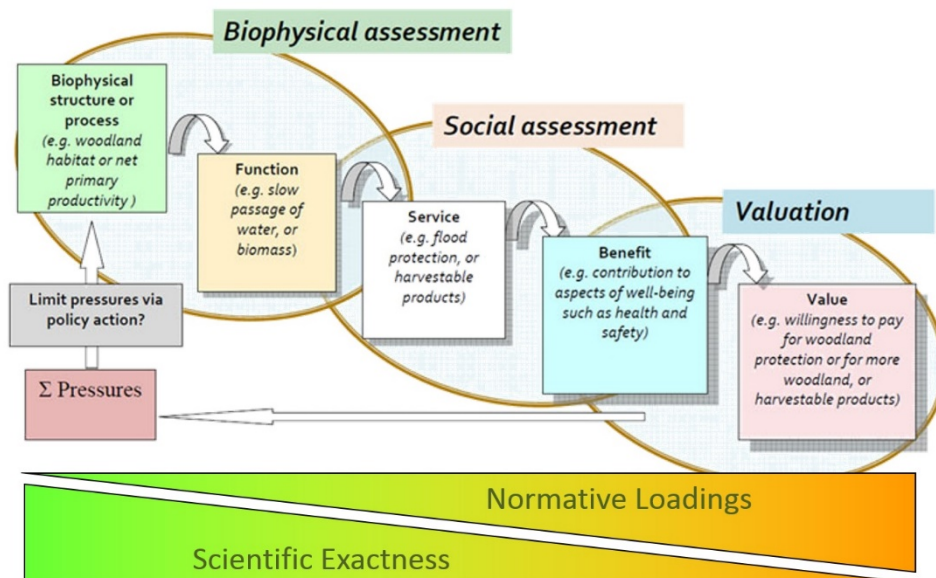 Biophysical assessment
Biophysical
structure or
process
(e.g. woodland
habitat or net
primary
productivity )
Function
(e.g. slow
passage of
water, or
biomass)
Social assessment
Service
(e.g. flood
protection, or
harvestable
products)
Valuation
Benefit
(e.g. contribution to
aspects of well-being
such as health and
safety)
Value
(e.g. willingness to pay
for woodland
protection or for more
woodland, or
harvestable products)
Limit pressures via
policy action?
Σ Pressures
Normative Loadings
Scientific Exactness